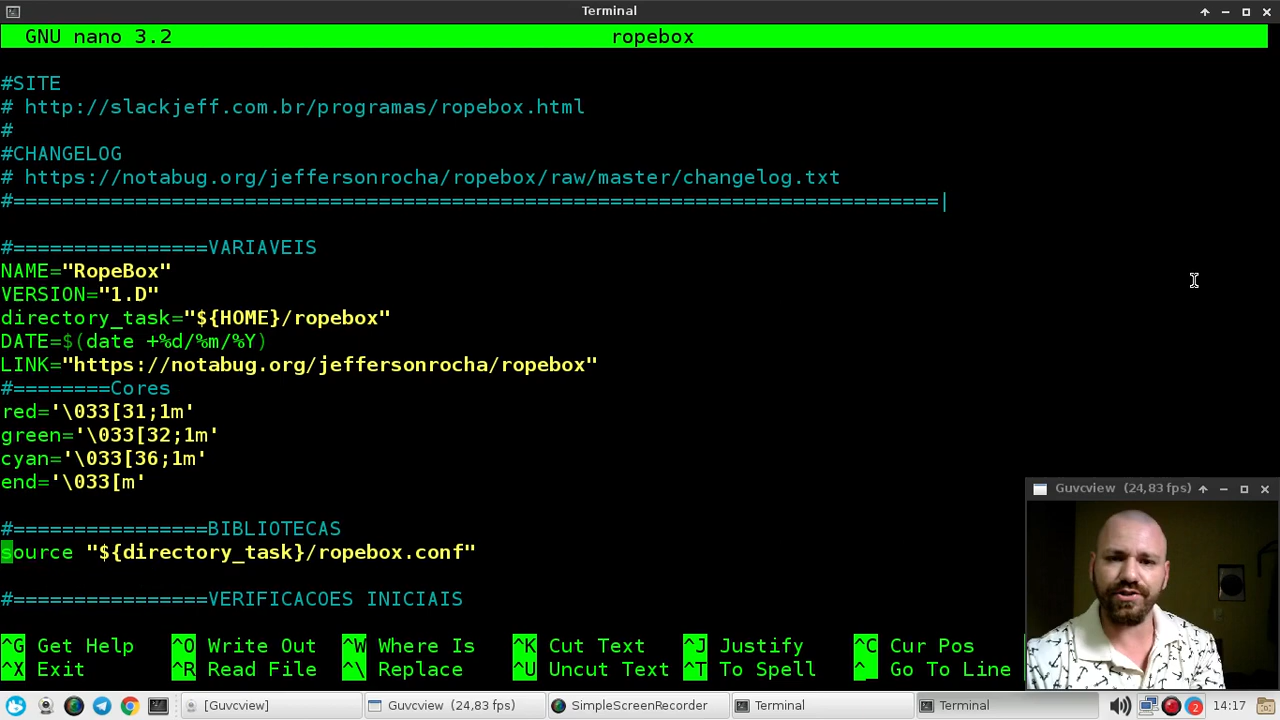 Terminal
GNU nano 3.2 ropebox
#SITE
# http://slackjeff.com.br/programas/ropebox.html
#
#CHANGELOG
# https://notabug.org/jeffersonrocha/ropebox/raw/master/changelog.txt
#============================================================================|
#================VARIAVEIS
NAME="RopeBox"
VERSION="1.D"
directory_task="${HOME}/ropebox"
DATE=$(date +%d/%m/%Y)
LINK="https://notabug.org/jeffersonrocha/ropebox"
#========Cores
red='\033[31;1m'
green='\033[32;1m'
cyan='\033[36;1m'
end='\033[m'
#================BIBLIOTECAS
source "${directory_task}/ropebox.conf"
#================VERIFICACOES INICIAIS
Guvcview (24,83 fps)
^G Get Help ^O Write Out ^W Where Is ^K Cut Text ^J Justify ^C Cur Pos
^X Exit ^R Read File ^\ Replace ^U Uncut Text ^T To Spell ^_ Go To Line
[Guvcview] Guvcview (24,83 fps) SimpleScreenRecorder Terminal Terminal 2 14:17